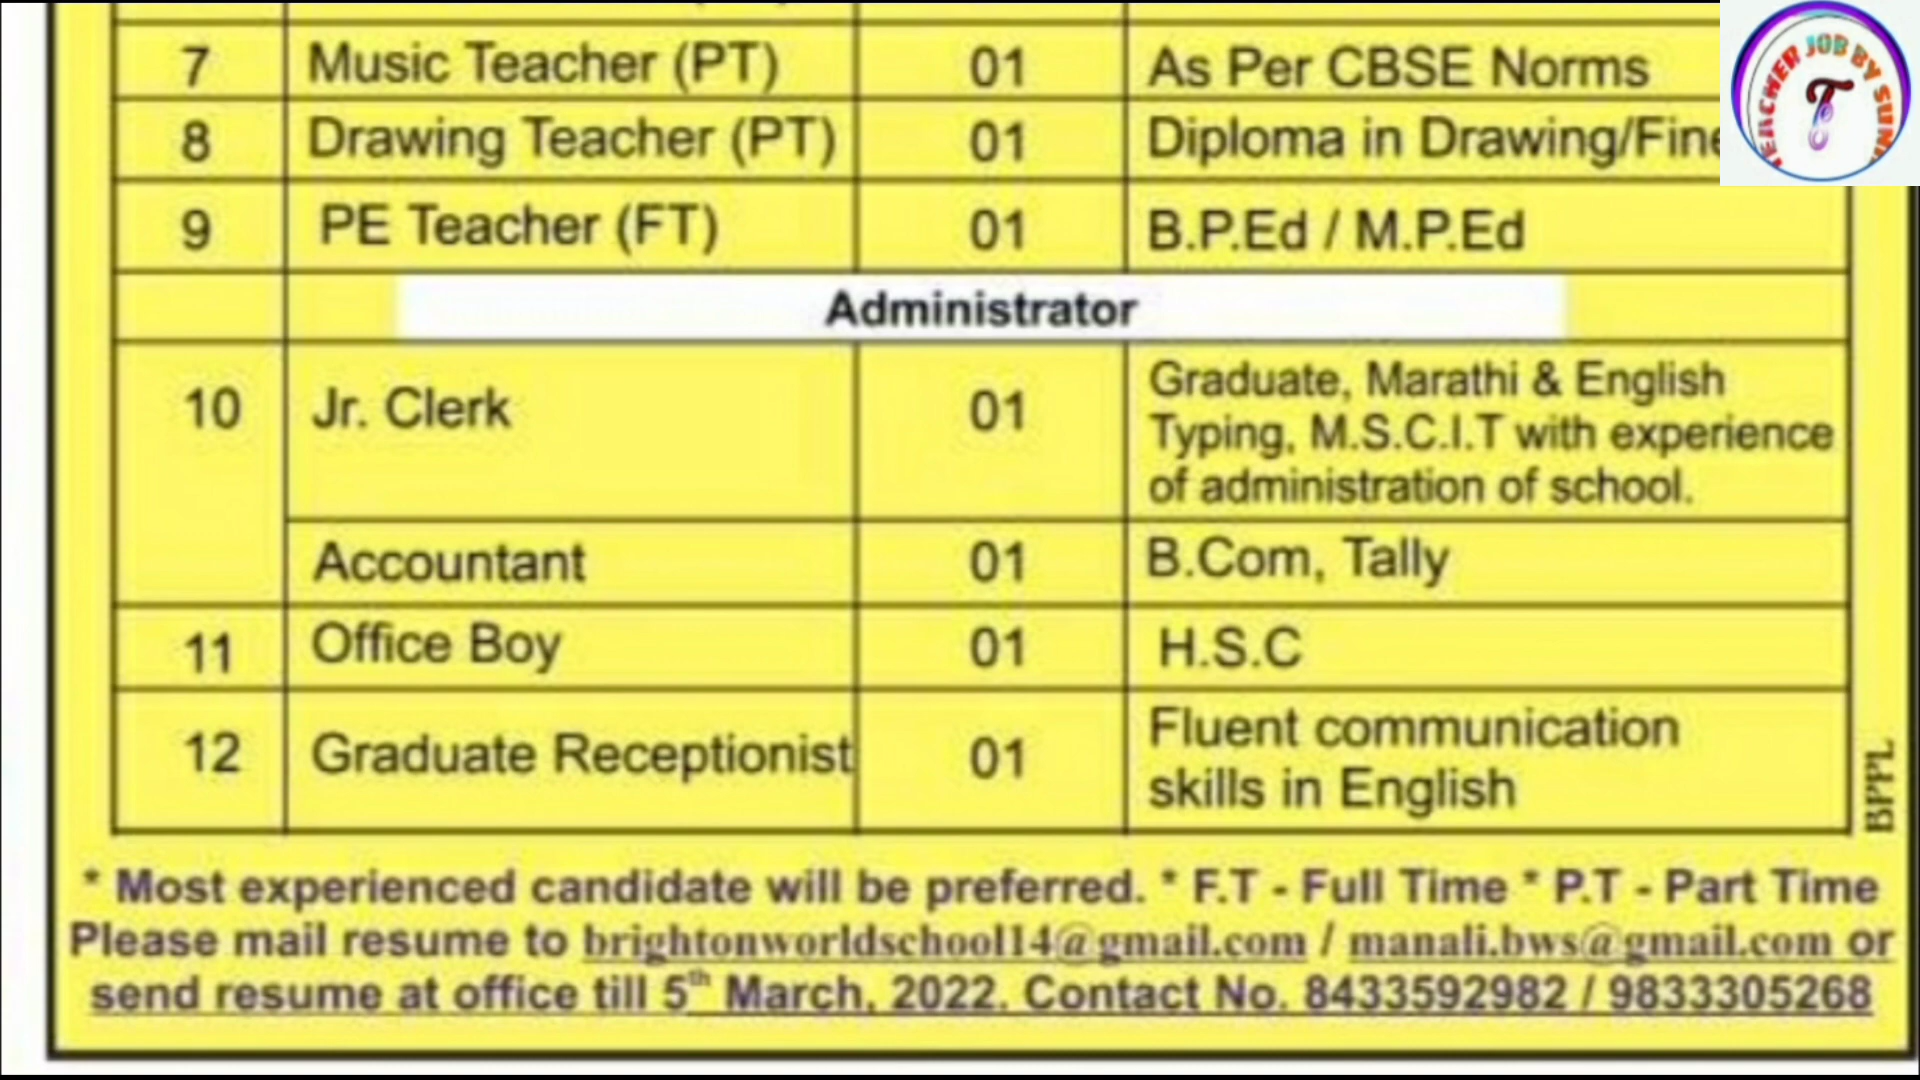 7 Music Teacher (PT) 01 As Per CBSE Norms
8 Drawing Teacher (PT) 01 Diploma in Drawing/Fine
9 PE Teacher (FT) 01 B.P.Ed / M.P.Ed
Administrator
10 Jr. Clerk 01 Graduate, Marathi & English
Typing, M.S.C.I.T with experience
of administration of school.
Accountant 01 B.Com, Tally
11 Office Boy 01 H.S.C
12 Graduate Receptionist 01 Fluent communication
skills in English
BPPL
* Most experienced candidate will be preferred. * F.T - Full Time * P.T - Part Time
Please mail resume to brightonworldschool14@gmail.com / manali.bws@gmail.com or
send resume at office till 5th March, 2022. Contact No. 8433592982 / 9833305268
TEACHER JOB BY SUNI
T